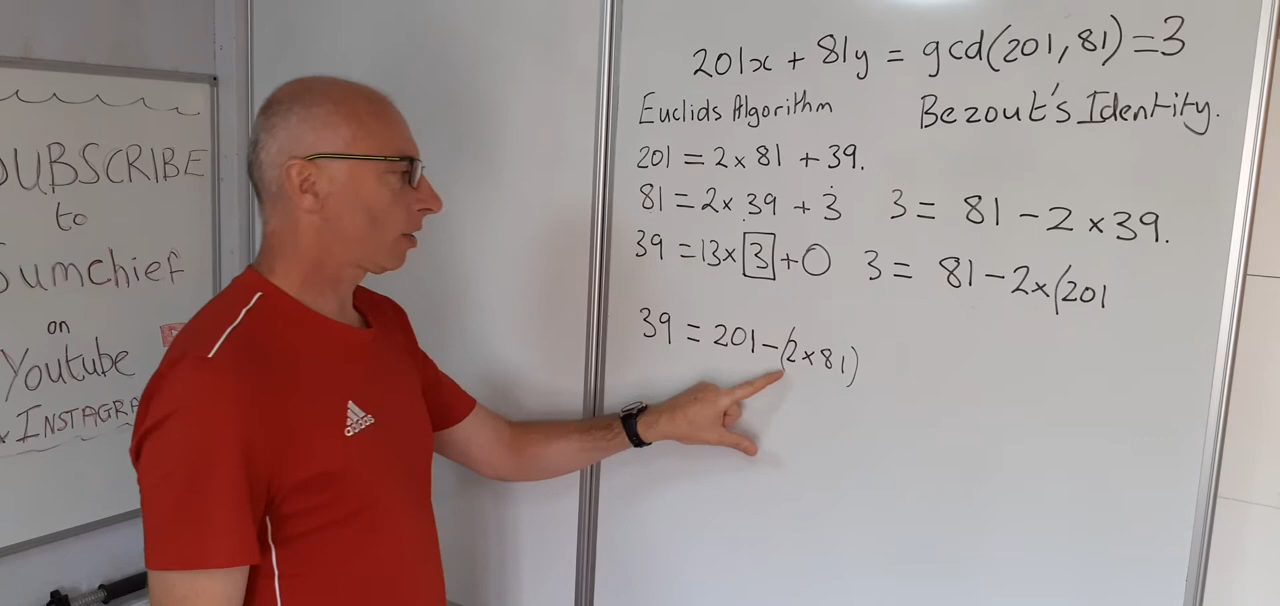 SUBSCRIBE
to
Sumchief
on
Youtube
INSTAGRA
adidas
201x + 81y = gcd(201, 81) = 3
Euclids Algorithm Bezout's Identity.
201 = 2 x 81 + 39.
81 = 2 x 39 + 3 3 = 81 - 2 x 39.
39 = 13 x 3 + 0 3 = 81 - 2 x (201
39 = 201 - (2 x 81)